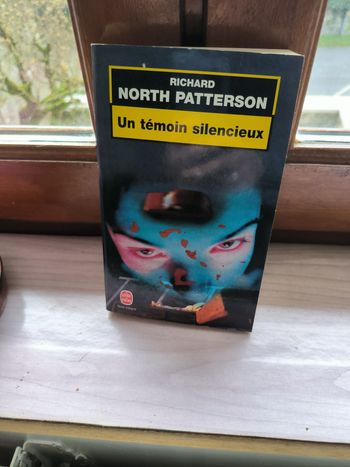 RICHARD
NORTH PATTERSON
Un témoin silencieux